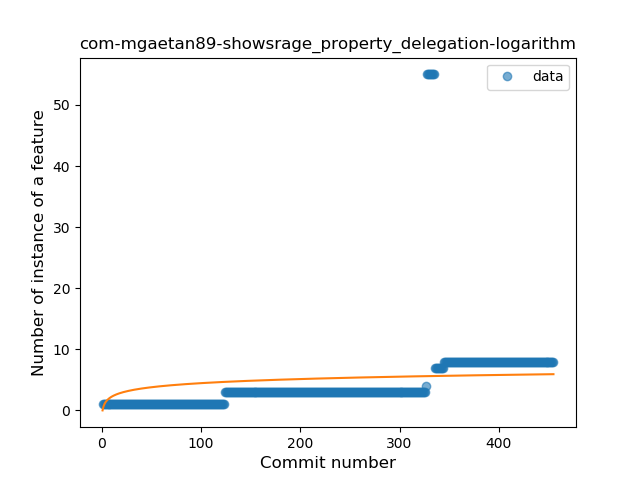 com-mgaetan89-showsrage_property_delegation-logarithm
data
Number of instance of a feature
50
40
30
20
10
0
0 100 200 300 400
Commit number